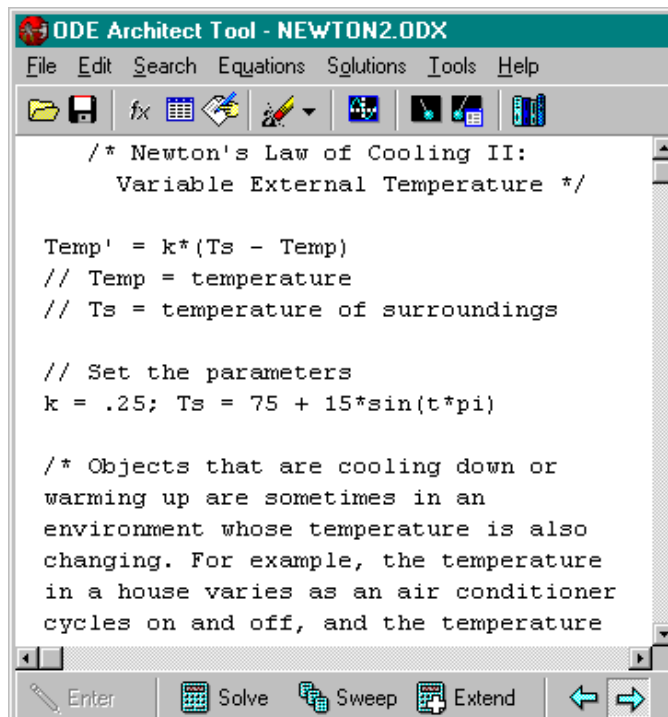 ODE Architect Tool - NEWTON2.ODX
File Edit Search Equations Solutions Tools Help
fx
/* Newton's Law of Cooling II:
Variable External Temperature */
Temp' = k*(Ts - Temp)
// Temp = temperature
// Ts = temperature of surroundings
// Set the parameters
k = .25; Ts = 75 + 15*sin(t*pi)
/* Objects that are cooling down or
warming up are sometimes in an
environment whose temperature is also
changing. For example, the temperature
in a house varies as an air conditioner
cycles on and off, and the temperature
Enter Solve Sweep Extend